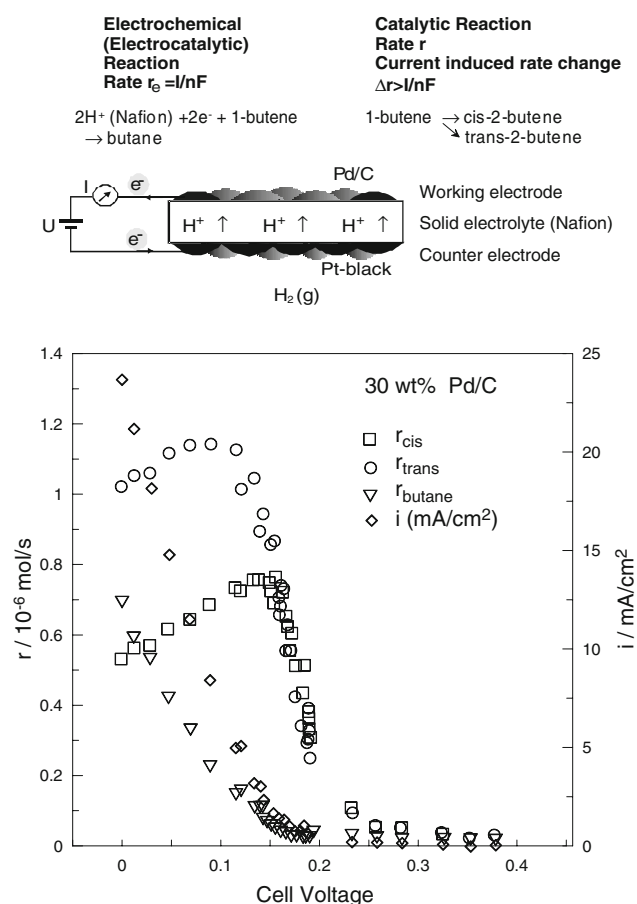 Electrochemical
(Electrocatalytic)
Reaction
Rate rₑ =I/nF
2H⁺ (Nafion) +2e⁻ + 1-butene
→ butane
Catalytic Reaction
Rate r
Current induced rate change
Δr>I/nF
1-butene → cis-2-butene
↘ trans-2-butene
I
e⁻
Pd/C
Working electrode
U
H⁺ ↑ H⁺ ↑ H⁺ ↑
Solid electrolyte (Nafion)
e⁻
Counter electrode
Pt-black
H₂(g)
1.4
1.2
1
0.8
0.6
0.4
0.2
0
r / 10⁻⁶ mol/s
25
20
15
10
5
0
i / mA/cm²
30 wt% Pd/C
r_cis
r_trans
r_butane
i (mA/cm²)
0 0.1 0.2 0.3 0.4
Cell Voltage